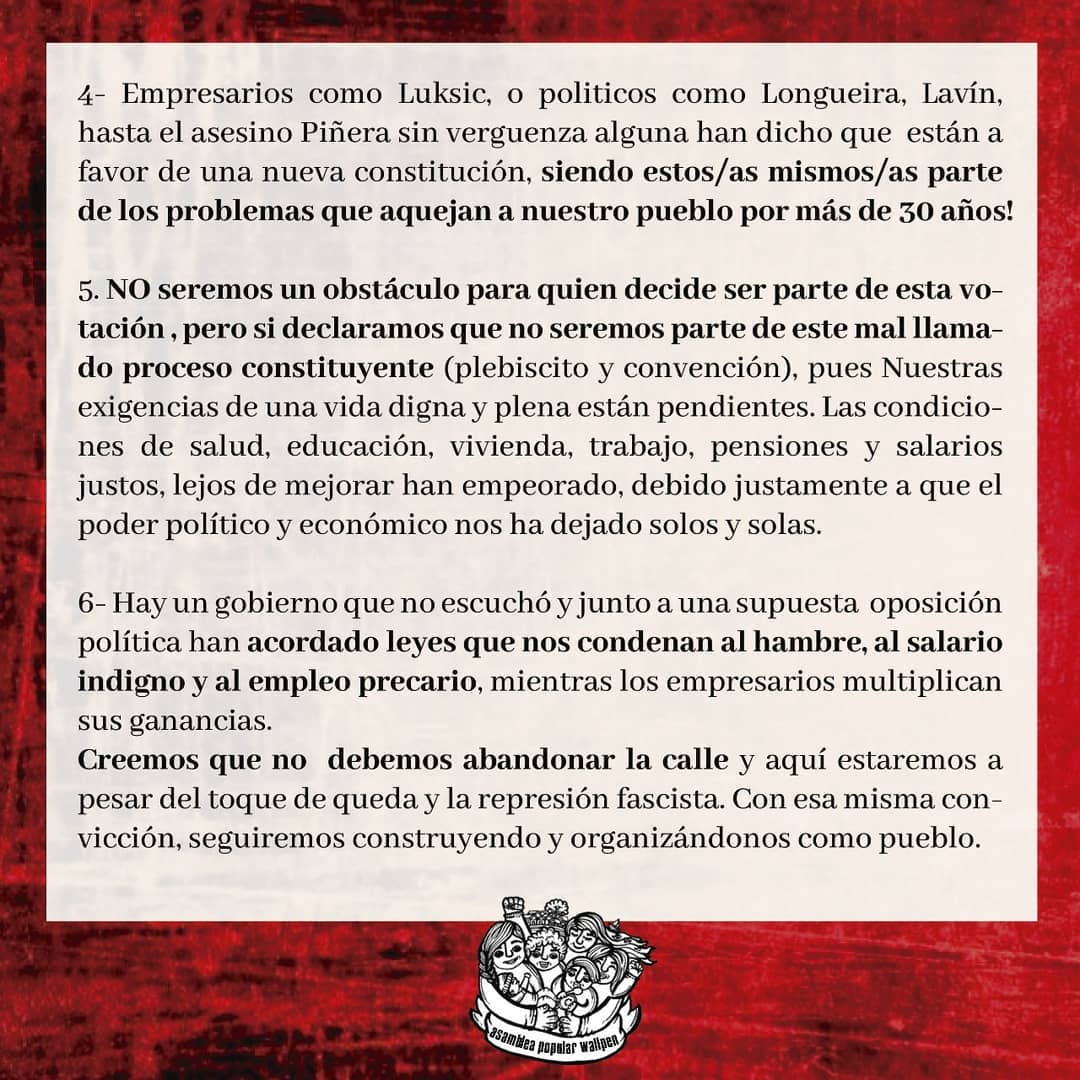 4- Empresarios como Luksic, o politicos como Longueira, Lavín,
hasta el asesino Piñera sin verguenza alguna han dicho que están a
favor de una nueva constitución, siendo estos/as mismos/as parte
de los problemas que aquejan a nuestro pueblo por más de 30 años!
5. NO seremos un obstáculo para quien decide ser parte de esta vo-
tación , pero si declaramos que no seremos parte de este mal llama-
do proceso constituyente (plebiscito y convención), pues Nuestras
exigencias de una vida digna y plena están pendientes. Las condicio-
nes de salud, educación, vivienda, trabajo, pensiones y salarios
justos, lejos de mejorar han empeorado, debido justamente a que el
poder político y económico nos ha dejado solos y solas.
6- Hay un gobierno que no escuchó y junto a una supuesta oposición
política han acordado leyes que nos condenan al hambre, al salario
indigno y al empleo precario, mientras los empresarios multiplican
sus ganancias.
Creemos que no debemos abandonar la calle y aquí estaremos a
pesar del toque de queda y la represión fascista. Con esa misma con-
vicción, seguiremos construyendo y organizándonos como pueblo.
asamblea popular wallpen